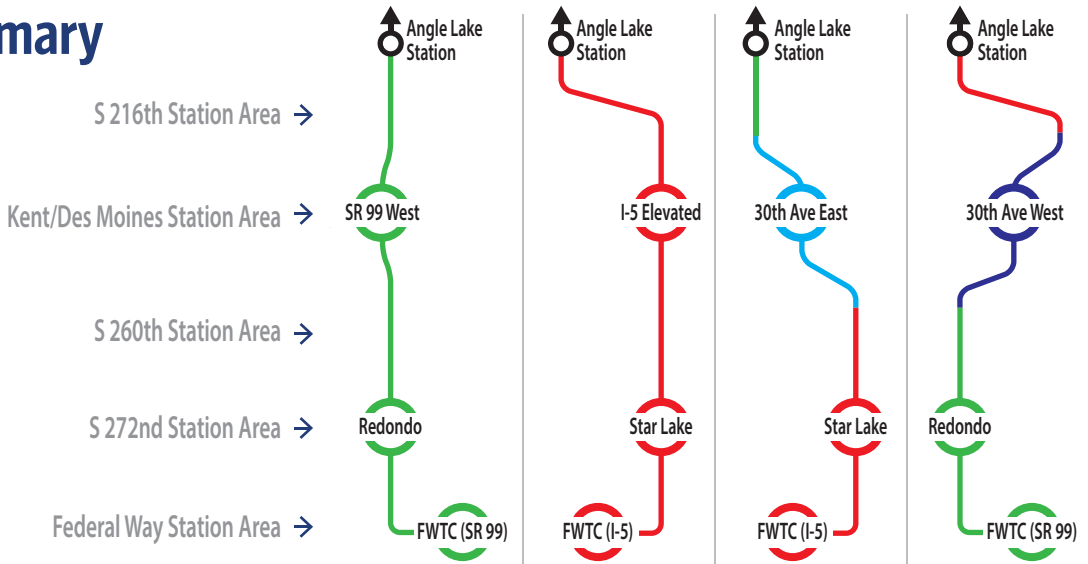 mary
Angle Lake
Station
Angle Lake
Station
Angle Lake
Station
Angle Lake
Station
S 216th Station Area
Kent/Des Moines Station Area
SR 99 West
I-5 Elevated
30th Ave East
30th Ave West
S 260th Station Area
S 272nd Station Area
Redondo
Star Lake
Star Lake
Redondo
Federal Way Station Area
FWTC (SR 99)
FWTC (I-5)
FWTC (I-5)
FWTC (SR 99)